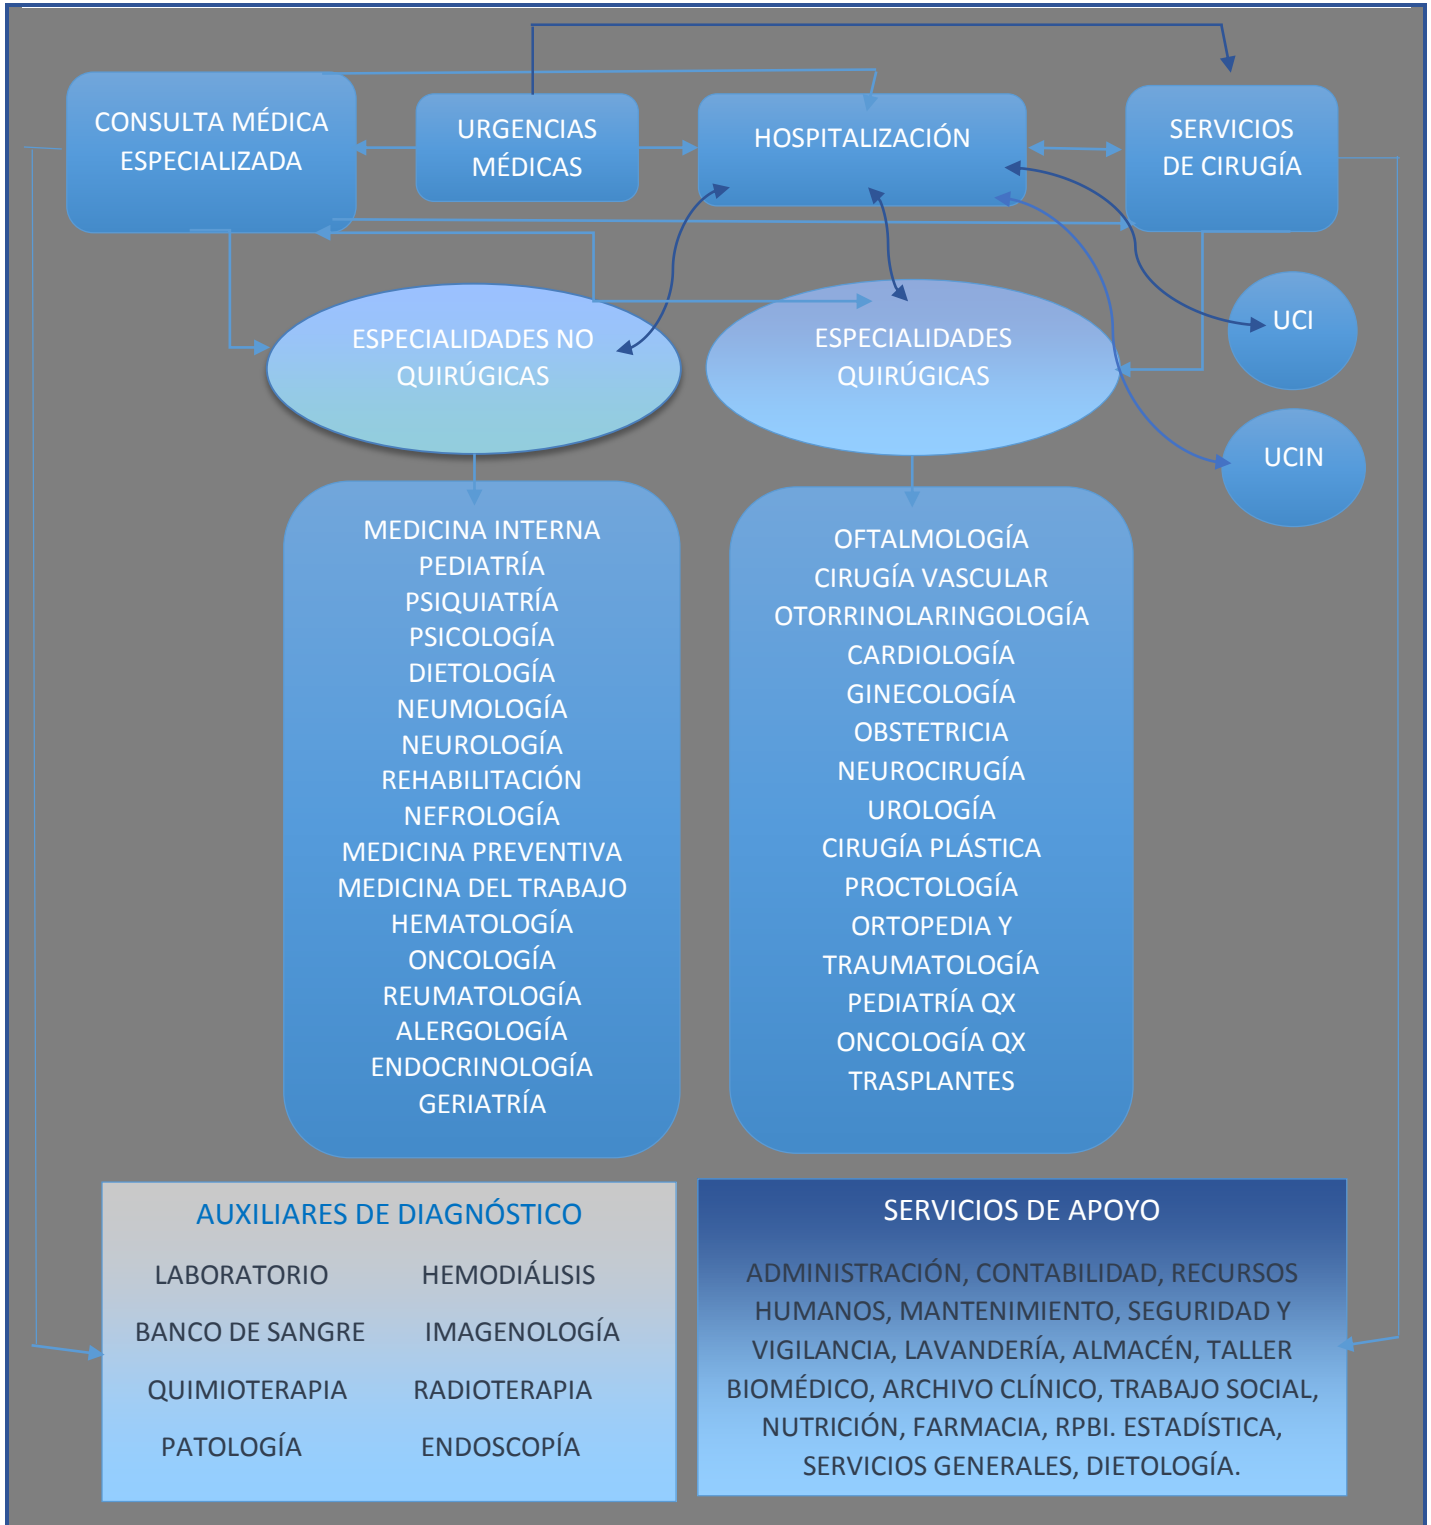 CONSULTA MÉDICA
ESPECIALIZADA
URGENCIAS
MÉDICAS
HOSPITALIZACIÓN
SERVICIOS
DE CIRUGÍA
ESPECIALIDADES NO
QUIRÚGICAS
ESPECIALIDADES
QUIRÚGICAS
UCI
UCIN
MEDICINA INTERNA
PEDIATRÍA
PSIQUIATRÍA
PSICOLOGÍA
DIETOLOGÍA
NEUMOLOGÍA
NEUROLOGÍA
REHABILITACIÓN
NEFROLOGÍA
MEDICINA PREVENTIVA
MEDICINA DEL TRABAJO
HEMATOLOGÍA
ONCOLOGÍA
REUMATOLOGÍA
ALERGOLOGÍA
ENDOCRINOLOGÍA
GERIATRÍA
OFTALMOLOGÍA
CIRUGÍA VASCULAR
OTORRINOLARINGOLOGÍA
CARDIOLOGÍA
GINECOLOGÍA
OBSTETRICIA
NEUROCIRUGÍA
UROLOGÍA
CIRUGÍA PLÁSTICA
PROCTOLOGÍA
ORTOPEDIA Y
TRAUMATOLOGÍA
PEDIATRÍA QX
ONCOLOGÍA QX
TRASPLANTES
AUXILIARES DE DIAGNÓSTICO
LABORATORIO HEMODIÁLISIS
BANCO DE SANGRE IMAGENOLOGÍA
QUIMIOTERAPIA RADIOTERAPIA
PATOLOGÍA ENDOSCOPÍA
SERVICIOS DE APOYO
ADMINISTRACIÓN, CONTABILIDAD, RECURSOS
HUMANOS, MANTENIMIENTO, SEGURIDAD Y
VIGILANCIA, LAVANDERÍA, ALMACÉN, TALLER
BIOMÉDICO, ARCHIVO CLÍNICO, TRABAJO SOCIAL,
NUTRICIÓN, FARMACIA, RPBI. ESTADÍSTICA,
SERVICIOS GENERALES, DIETOLOGÍA.